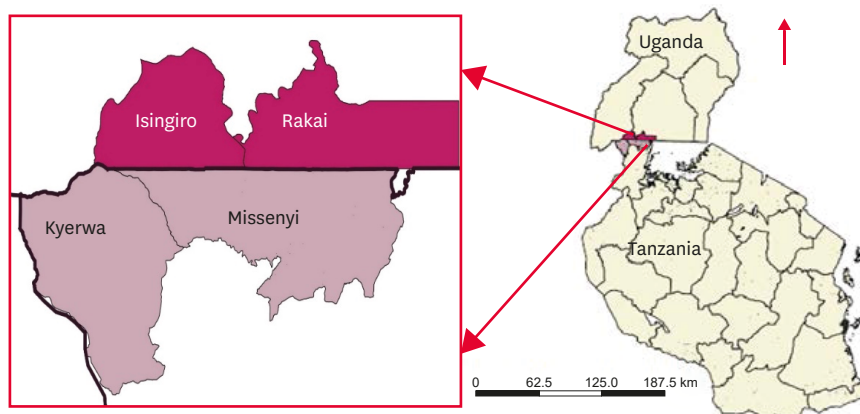 Isingiro
Rakai
Kyerwa
Missenyi
Uganda
Tanzania
0 62.5 125.0 187.5 km